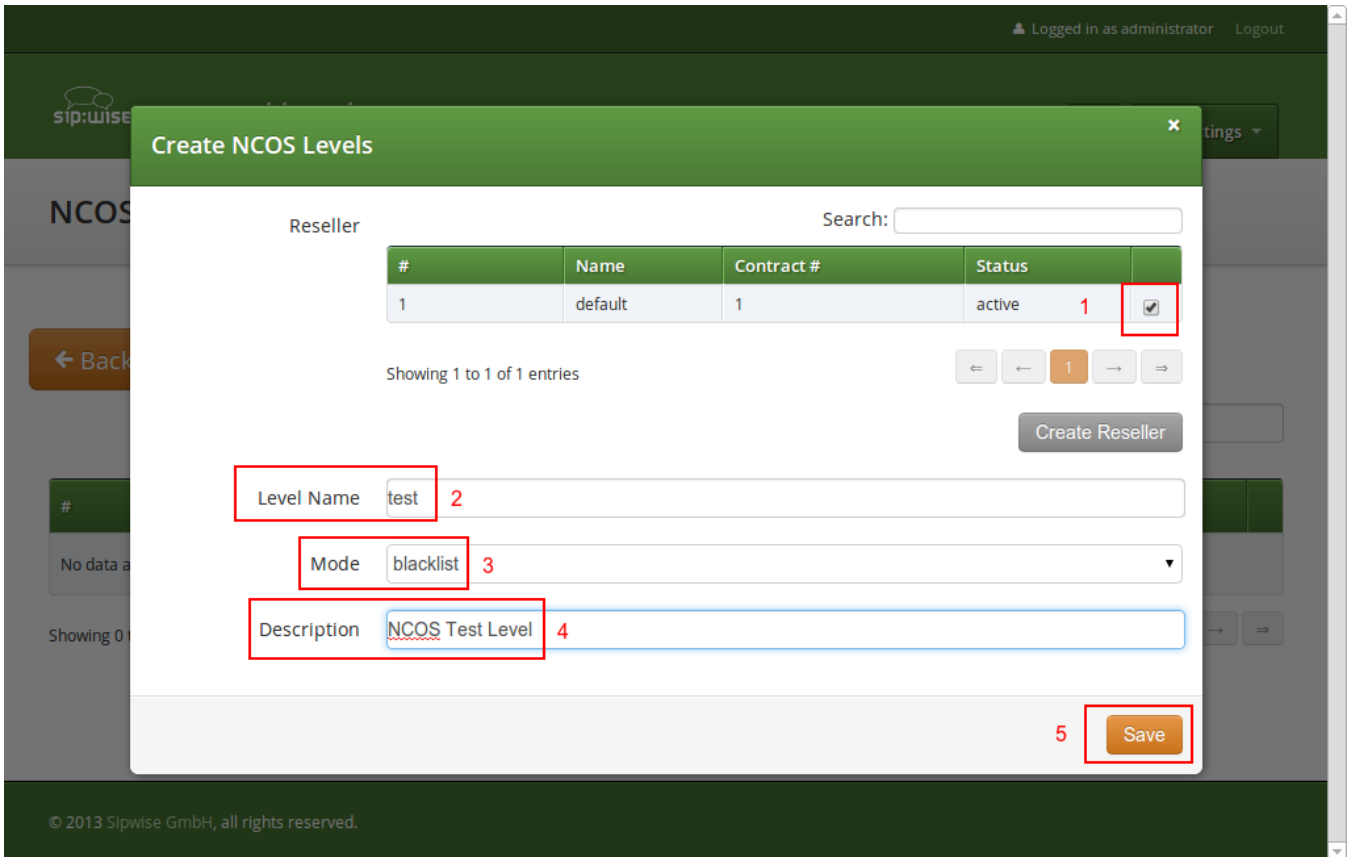 Logged in as administrator Logout
sip:wise
tings
Create NCOS Levels ×
NCOS
Reseller
Search:
# Name Contract # Status
1 default 1 active 1
Back
Showing 1 to 1 of 1 entries
⇐ ← 1 → ⇒
Create Reseller
Level Name test 2
#
Mode blacklist 3
No data a
Description NCOS Test Level 4
Showing 0 t
→ ⇒
5 Save
© 2013 Sipwise GmbH, all rights reserved.